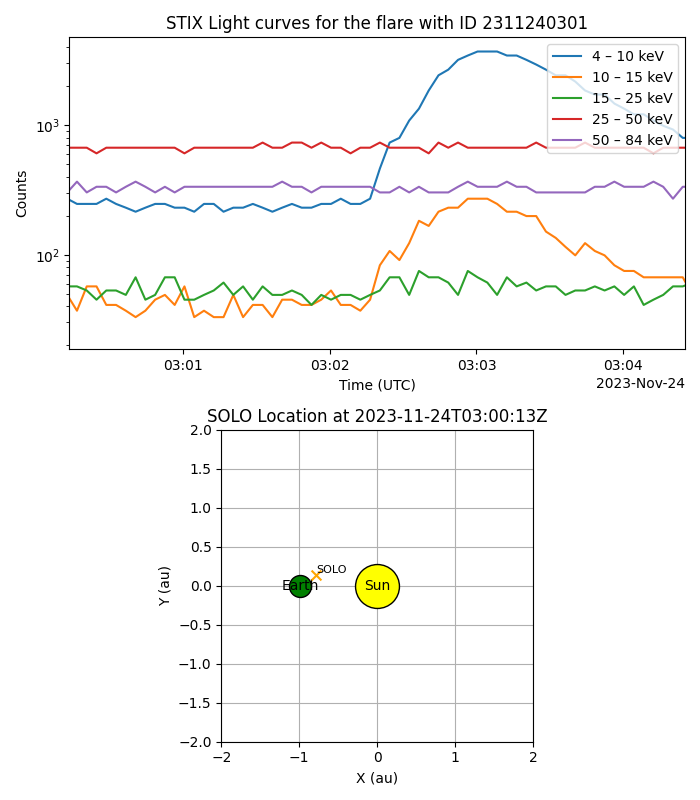 STIX Light curves for the flare with ID 2311240301
4 – 10 keV
10 – 15 keV
15 – 25 keV
25 – 50 keV
50 – 84 keV
10³
10²
Counts
03:01 03:02 03:03 03:04
Time (UTC)
2023-Nov-24
SOLO Location at 2023-11-24T03:00:13Z
2.0
1.5
1.0
0.5
0.0
−0.5
−1.0
−1.5
−2.0
Y (au)
SOLO
Earth
Sun
−2 −1 0 1 2
X (au)